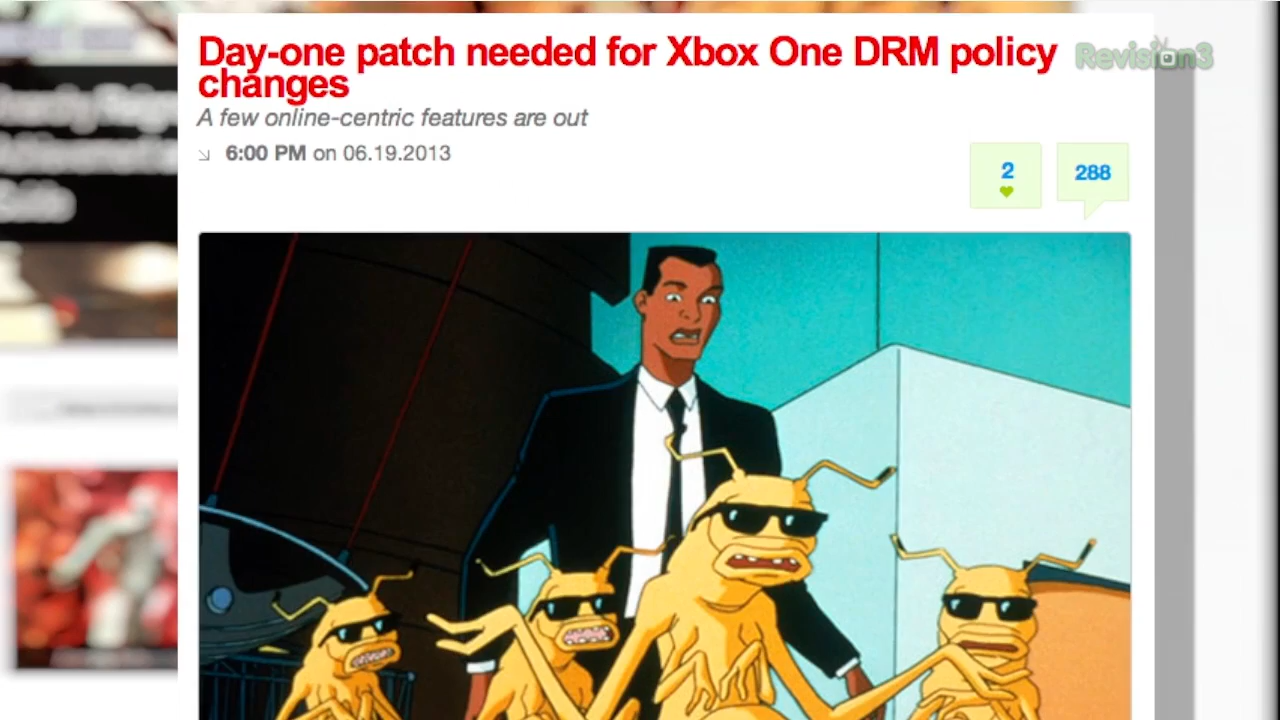 Day-one patch needed for Xbox One DRM policy
changes
Revision3
A few online-centric features are out
6:00 PM on 06.19.2013
2
288